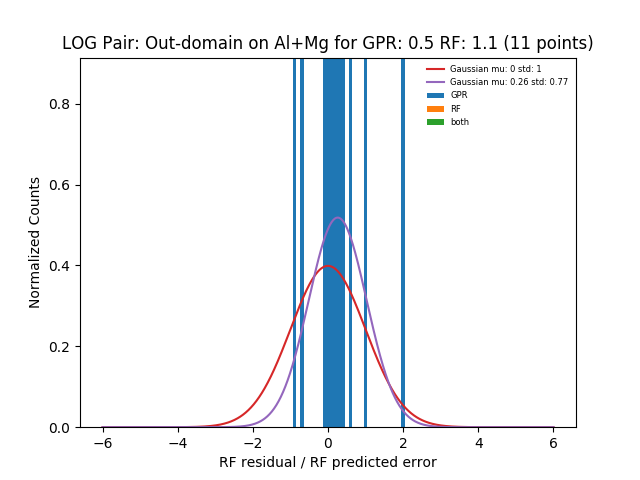 LOG Pair: Out-domain on Al+Mg for GPR: 0.5 RF: 1.1 (11 points)
Gaussian mu: 0 std: 1
Gaussian mu: 0.26 std: 0.77
GPR
RF
both
Normalized Counts
0.8
0.6
0.4
0.2
0.0
−6 −4 −2 0 2 4 6
RF residual / RF predicted error